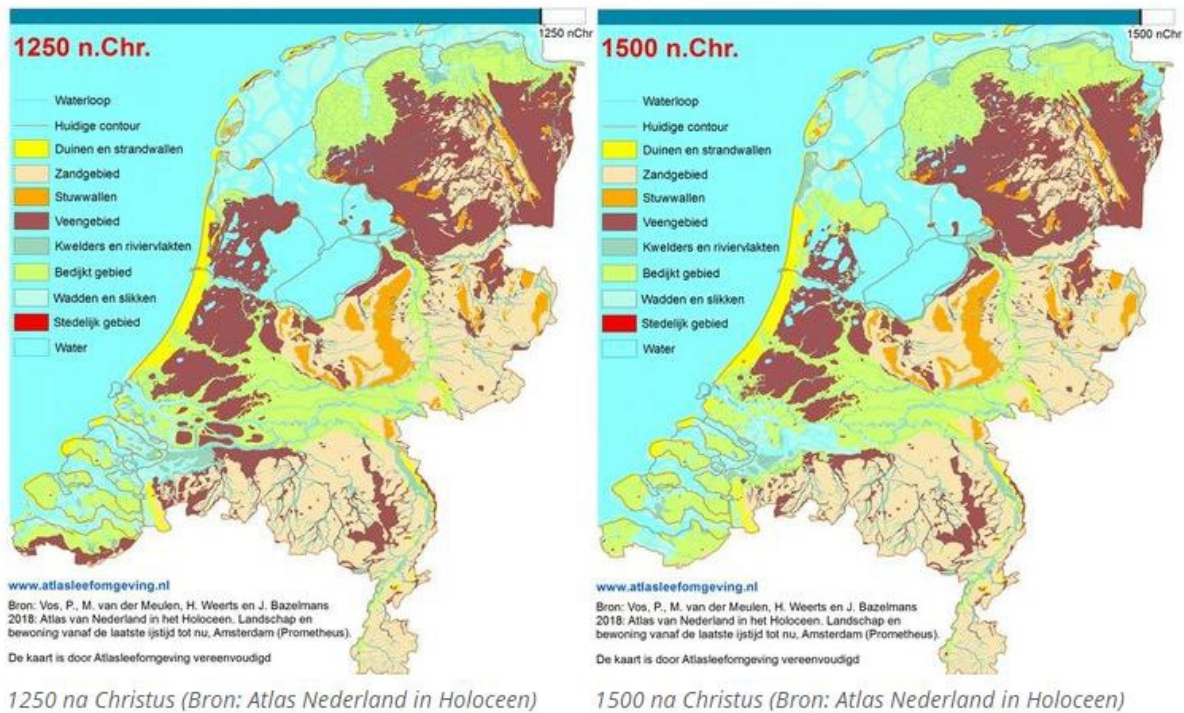 1250 nChr
1250 n.Chr.
Waterloop
Huidige contour
Duinen en strandwallen
Zandgebied
Stuwwallen
Veengebied
Kwelders en riviervlakten
Bedijkt gebied
Wadden en slikken
Stedelijk gebied
Water
www.atlasleefomgeving.nl
Bron: Vos, P., M. van der Meulen, H. Weerts en J. Bazelmans
2018: Atlas van Nederland in het Holoceen. Landschap en
bewoning vanaf de laatste ijstijd tot nu, Amsterdam (Prometheus).
De kaart is door Atlasleefomgeving vereenvoudigd
1250 na Christus (Bron: Atlas Nederland in Holoceen)
1500 nChr
1500 n.Chr.
Waterloop
Huidige contour
Duinen en strandwallen
Zandgebied
Stuwwallen
Veengebied
Kwelders en riviervlakten
Bedijkt gebied
Wadden en slikken
Stedelijk gebied
Water
www.atlasleefomgeving.nl
Bron: Vos, P., M. van der Meulen, H. Weerts en J. Bazelmans
2018: Atlas van Nederland in het Holoceen. Landschap en
bewoning vanaf de laatste ijstijd tot nu, Amsterdam (Prometheus).
De kaart is door Atlasleefomgeving vereenvoudigd
1500 na Christus (Bron: Atlas Nederland in Holoceen)